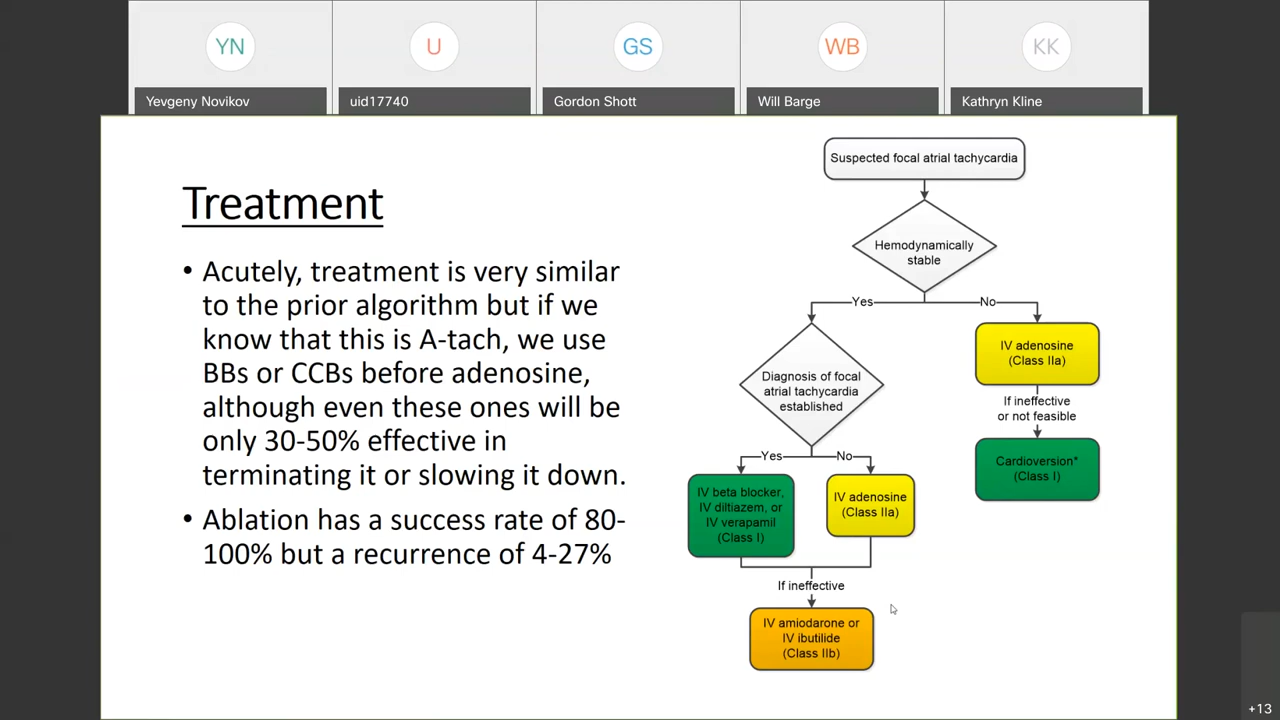 YN
U
GS
WB
KK
Yevgeny Novikov
uid17740
Gordon Shott
Will Barge
Kathryn Kline
Treatment
• Acutely, treatment is very similar
to the prior algorithm but if we
know that this is A-tach, we use
BBs or CCBs before adenosine,
although even these ones will be
only 30-50% effective in
terminating it or slowing it down.
• Ablation has a success rate of 80-
100% but a recurrence of 4-27%
Suspected focal atrial tachycardia
Hemodynamically
stable
Yes
No
Diagnosis of focal
atrial tachycardia
established
IV adenosine
(Class IIa)
If ineffective
or not feasible
Cardioversion*
(Class I)
Yes
No
IV beta blocker,
IV diltiazem, or
IV verapamil
(Class I)
IV adenosine
(Class IIa)
If ineffective
IV amiodarone or
IV ibutilide
(Class IIb)
+13